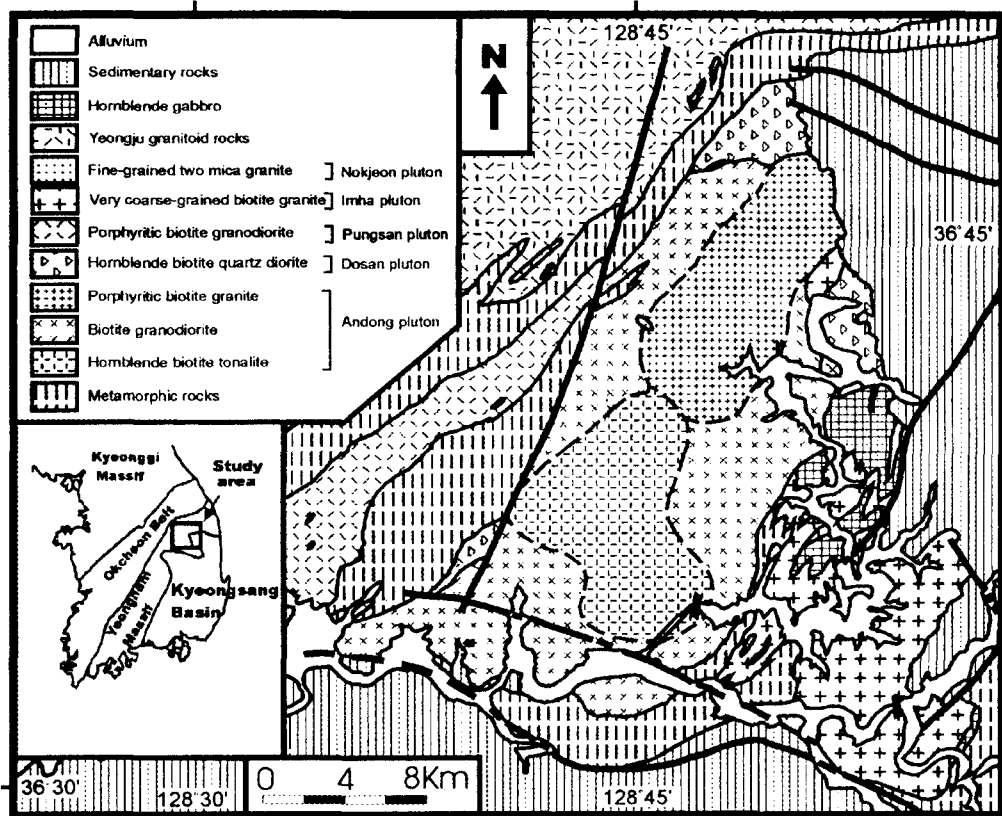 Alluvium
Sedimentary rocks
Hornblende gabbro
Yeongju granitoid rocks
Fine-grained two mica granite
Nokjeon pluton
Very coarse-grained biotite granite
Imha pluton
Porphyritic biotite granodiorite
Pungsan pluton
Hornblende biotite quartz diorite
Dosan pluton
Porphyritic biotite granite
Biotite granodiorite
Andong pluton
Hornblende biotite tonalite
Metamorphic rocks
N
128°45'
36°45'
Kyeonggi
Massif
Study
area
Okcheon Belt
Yeongnam
Massif
Kyeongsang
Basin
36°30'
128°30'
0 4 8Km
128°45'